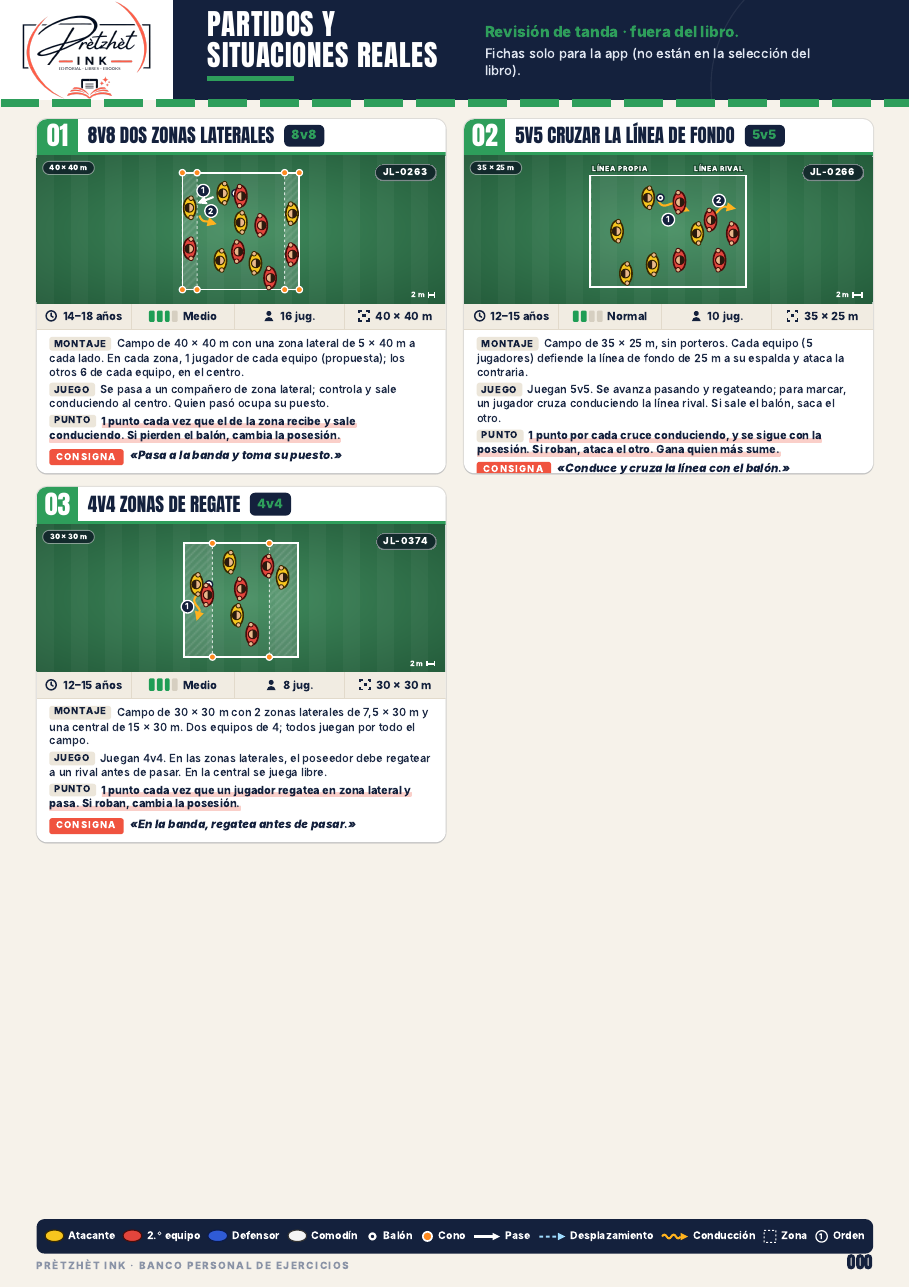 Prètzhèt
INK
EDITORIAL · LIBRES · EBOOKS
PARTIDOS Y
SITUACIONES REALES
Revisión de tanda · fuera del libro.
Fichas solo para la app (no están en la selección del
libro).
01 8V8 DOS ZONAS LATERALES 8v8
40 × 40 m
JL-0263
1
2
2 m
14–18 años Medio 16 jug. 40 × 40 m
MONTAJE Campo de 40 × 40 m con una zona lateral de 5 × 40 m a
cada lado. En cada zona, 1 jugador de cada equipo (propuesta); los
otros 6 de cada equipo, en el centro.
JUEGO Se pasa a un compañero de zona lateral; controla y sale
conduciendo al centro. Quien pasó ocupa su puesto.
PUNTO 1 punto cada vez que el de la zona recibe y sale
conduciendo. Si pierden el balón, cambia la posesión.
CONSIGNA «Pasa a la banda y toma su puesto.»
02 5V5 CRUZAR LA LÍNEA DE FONDO 5v5
35 × 25 m
LÍNEA PROPIA LÍNEA RIVAL
JL-0266
1
2
2 m
12–15 años Normal 10 jug. 35 × 25 m
MONTAJE Campo de 35 × 25 m, sin porteros. Cada equipo (5
jugadores) defiende la línea de fondo de 25 m a su espalda y ataca la
contraria.
JUEGO Juegan 5v5. Se avanza pasando y regateando; para marcar,
un jugador cruza conduciendo la línea rival. Si sale el balón, saca el
otro.
PUNTO 1 punto por cada cruce conduciendo, y se sigue con la
posesión. Si roban, ataca el otro. Gana quien más sume.
CONSIGNA «Conduce y cruza la línea con el balón.»
03 4V4 ZONAS DE REGATE 4v4
30 × 30 m
JL-0374
1
2 m
12–15 años Medio 8 jug. 30 × 30 m
MONTAJE Campo de 30 × 30 m con 2 zonas laterales de 7,5 × 30 m y
una central de 15 × 30 m. Dos equipos de 4; todos juegan por todo el
campo.
JUEGO Juegan 4v4. En las zonas laterales, el poseedor debe regatear
a un rival antes de pasar. En la central se juega libre.
PUNTO 1 punto cada vez que un jugador regatea en zona lateral y
pasa. Si roban, cambia la posesión.
CONSIGNA «En la banda, regatea antes de pasar.»
Atacante 2.º equipo Defensor Comodín Balón Cono Pase Desplazamiento Conducción Zona 1 Orden
PRÈTZHÈT INK · BANCO PERSONAL DE EJERCICIOS
000